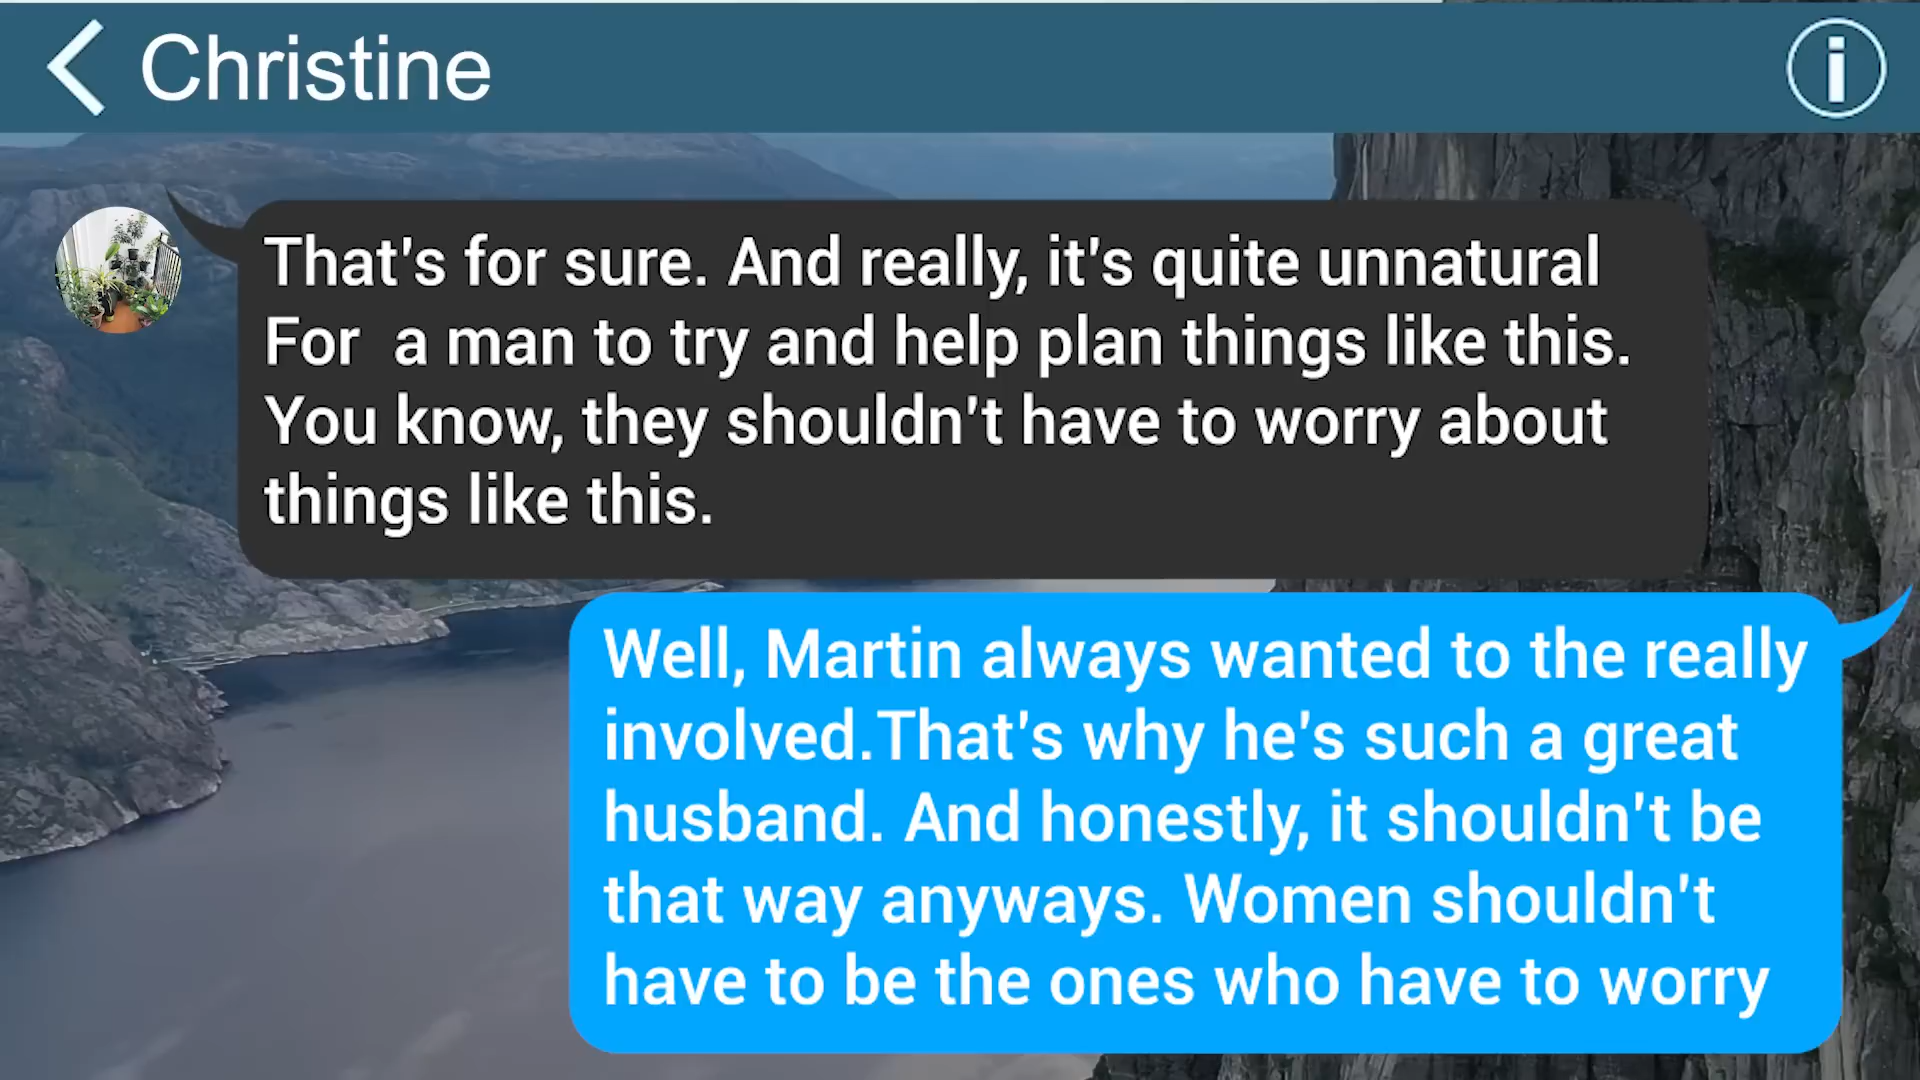 Christine
That's for sure. And really, it's quite unnatural
For  a man to try and help plan things like this.
You know, they shouldn't have to worry about
things like this.
Well, Martin always wanted to the really
involved.That's why he's such a great
husband. And honestly, it shouldn't be
that way anyways. Women shouldn't
have to be the ones who have to worry